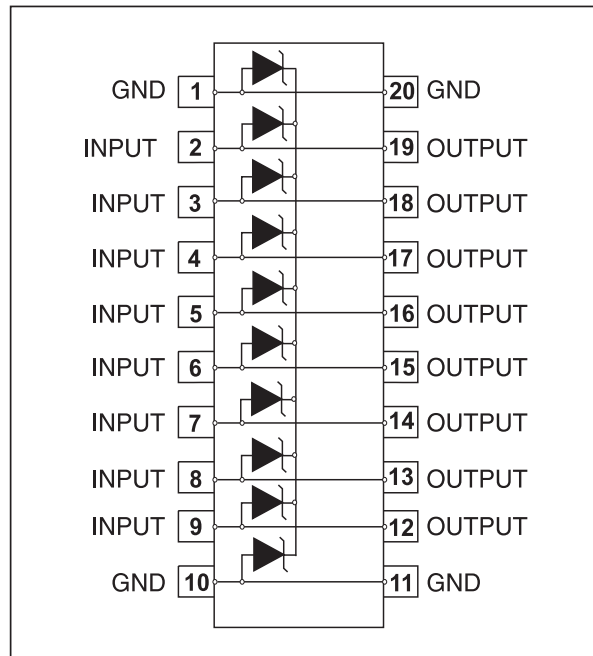 GND 1 20 GND
INPUT 2 19 OUTPUT
INPUT 3 18 OUTPUT
INPUT 4 17 OUTPUT
INPUT 5 16 OUTPUT
INPUT 6 15 OUTPUT
INPUT 7 14 OUTPUT
INPUT 8 13 OUTPUT
INPUT 9 12 OUTPUT
GND 10 11 GND